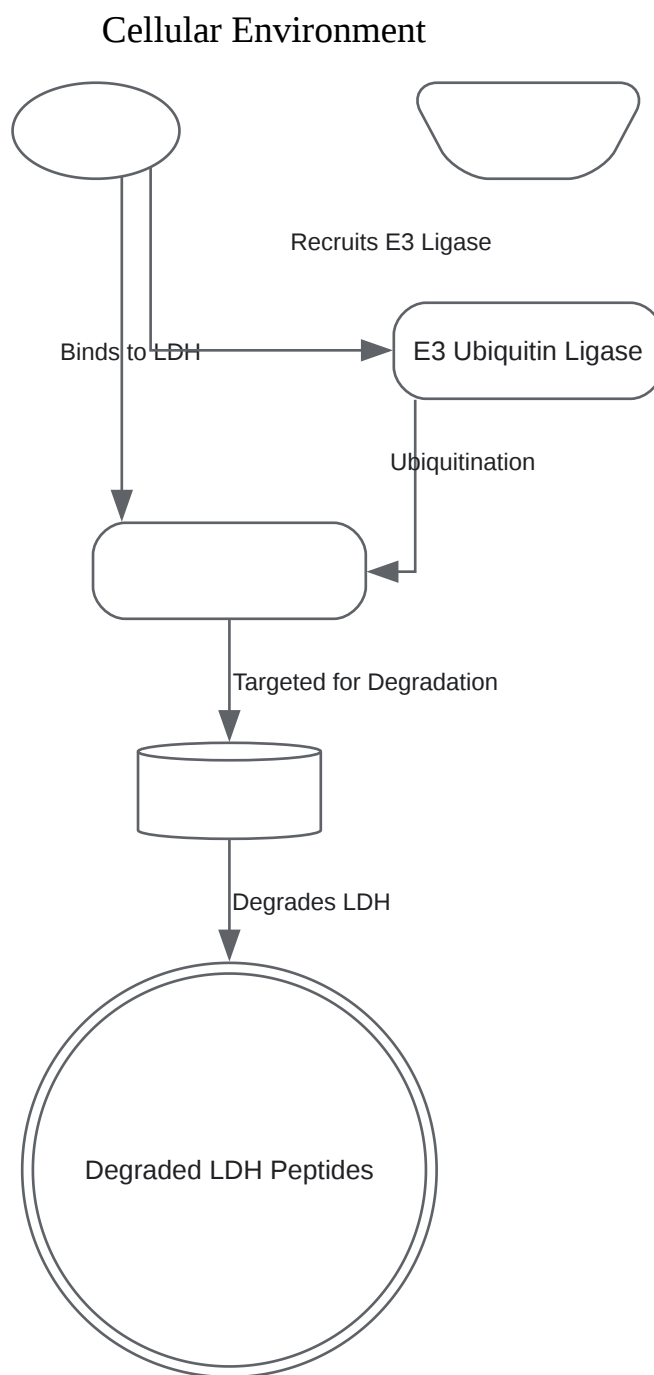 Cellular Environment
Recruits E3 Ligase
Binds to LDH
E3 Ubiquitin Ligase
Ubiquitination
Targeted for Degradation
Degrades LDH
Degraded LDH Peptides